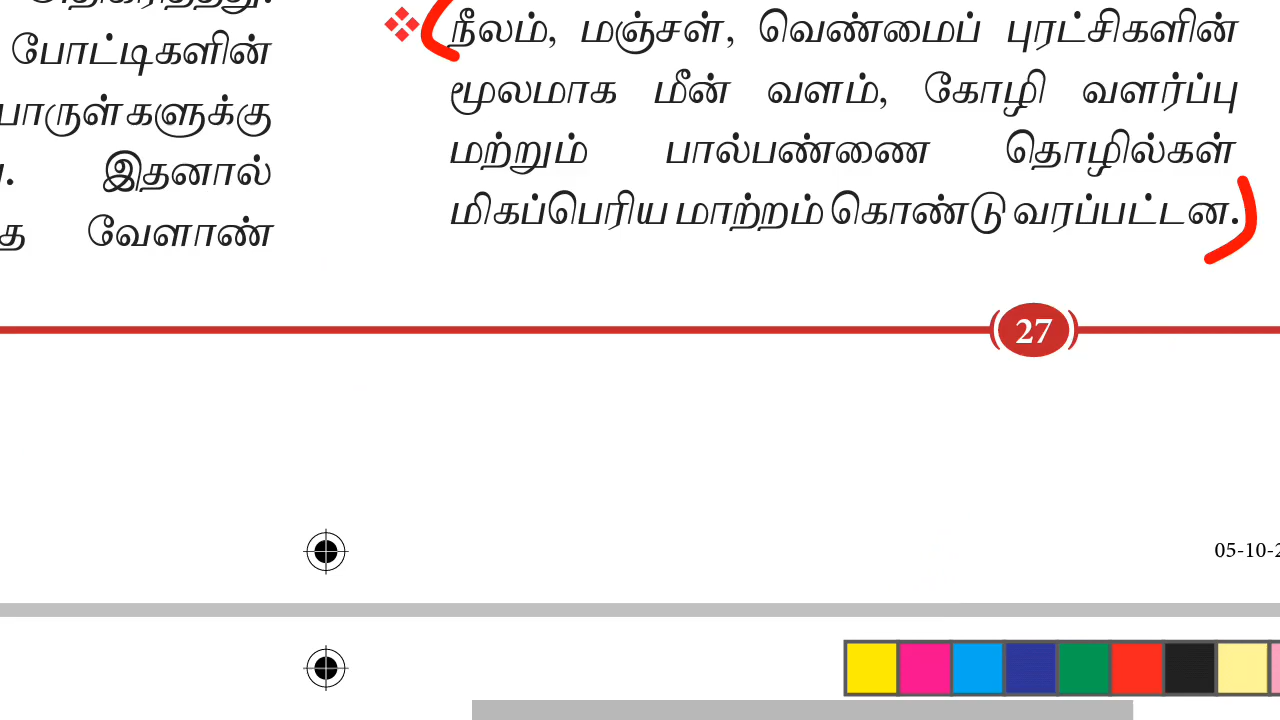 போட்டிகளின்
இதனால்
வேளாண்
நீலம், மஞ்சள், வெண்மைப் புரட்சிகளின்
மூலமாக மீன் வளம், கோழி வளர்ப்பு
மற்றும் பால்பண்ணை தொழில்கள்
மிகப்பெரிய மாற்றம் கொண்டு வரப்பட்டன.
27